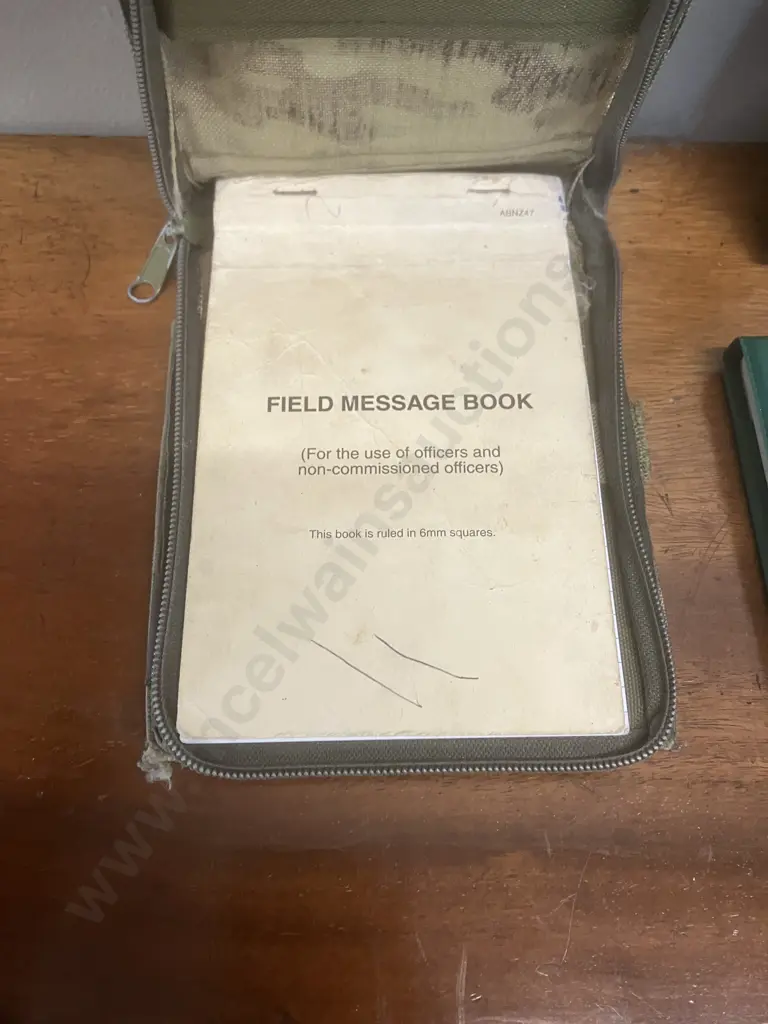 ABNZ47
FIELD MESSAGE BOOK
(For the use of officers and
non-commissioned officers)
This book is ruled in 6mm squares.